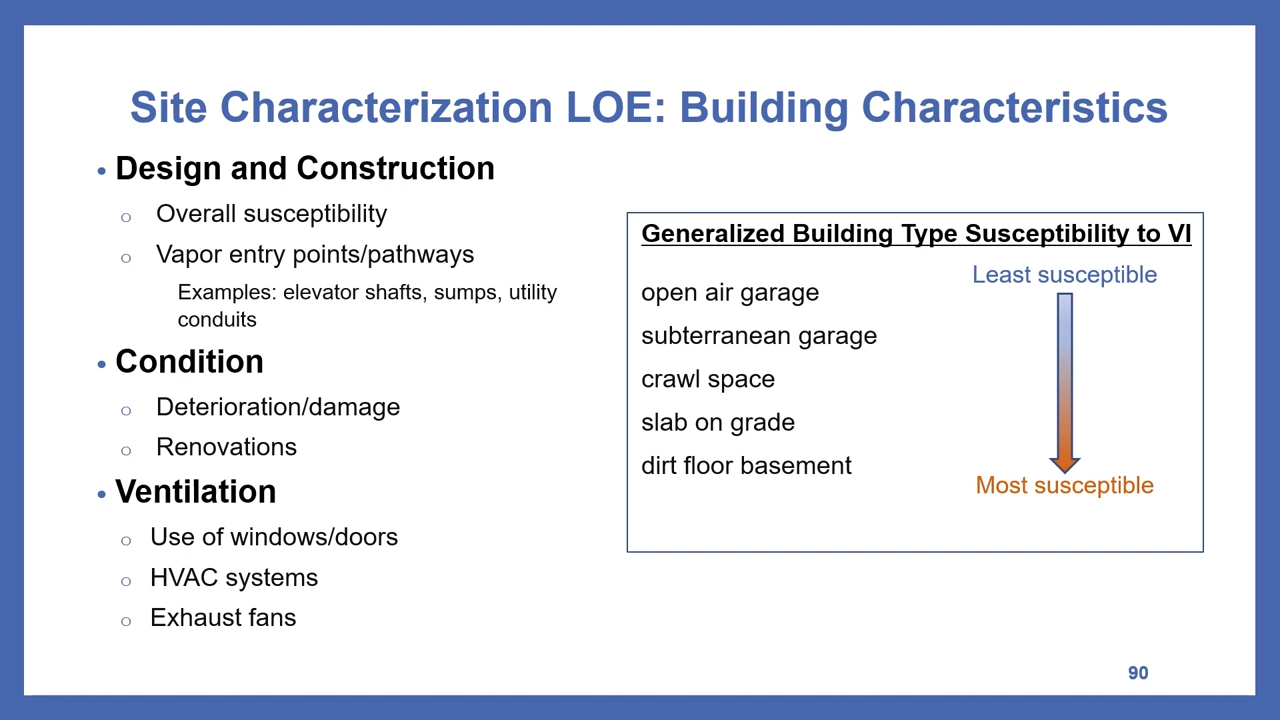 Site Characterization LOE: Building Characteristics
• Design and Construction
o Overall susceptibility
o Vapor entry points/pathways
Examples: elevator shafts, sumps, utility
conduits
• Condition
o Deterioration/damage
o Renovations
• Ventilation
o Use of windows/doors
o HVAC systems
o Exhaust fans
Generalized Building Type Susceptibility to VI
Least susceptible
open air garage
subterranean garage
crawl space
slab on grade
dirt floor basement
Most susceptible
90